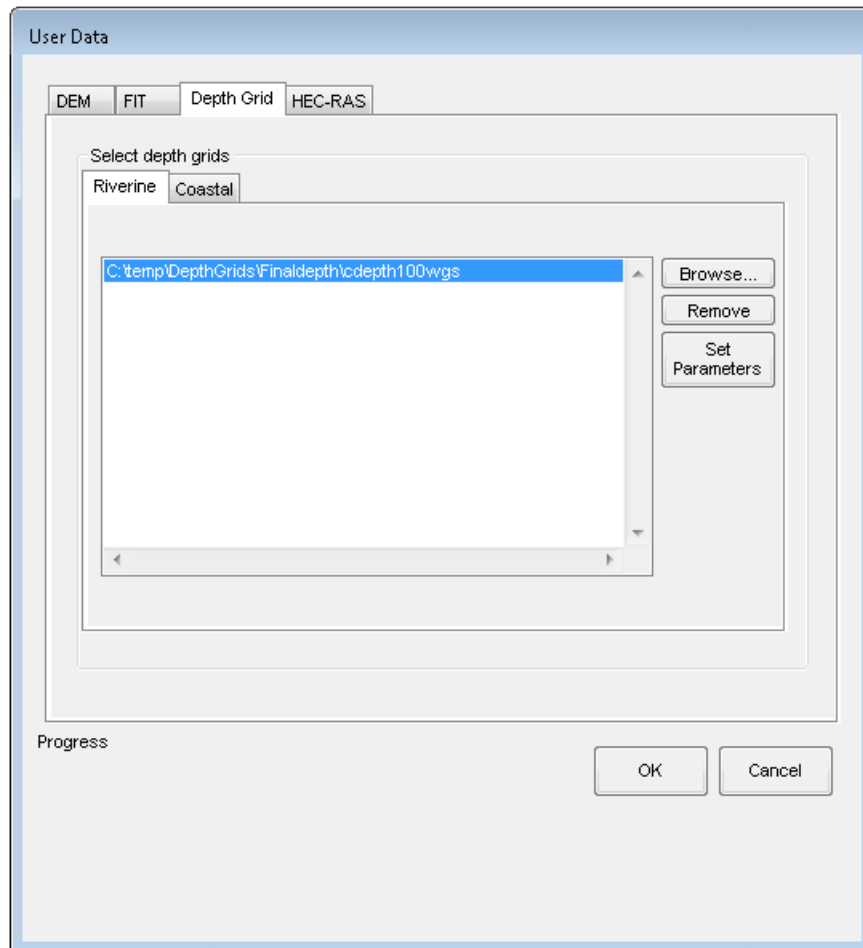 User Data
DEM FIT Depth Grid HEC-RAS
Select depth grids
Riverine Coastal
C:\temp\DepthGrids\Finaldepth\cdepth100wgs
Browse...
Remove
Set
Parameters
Progress
OK Cancel